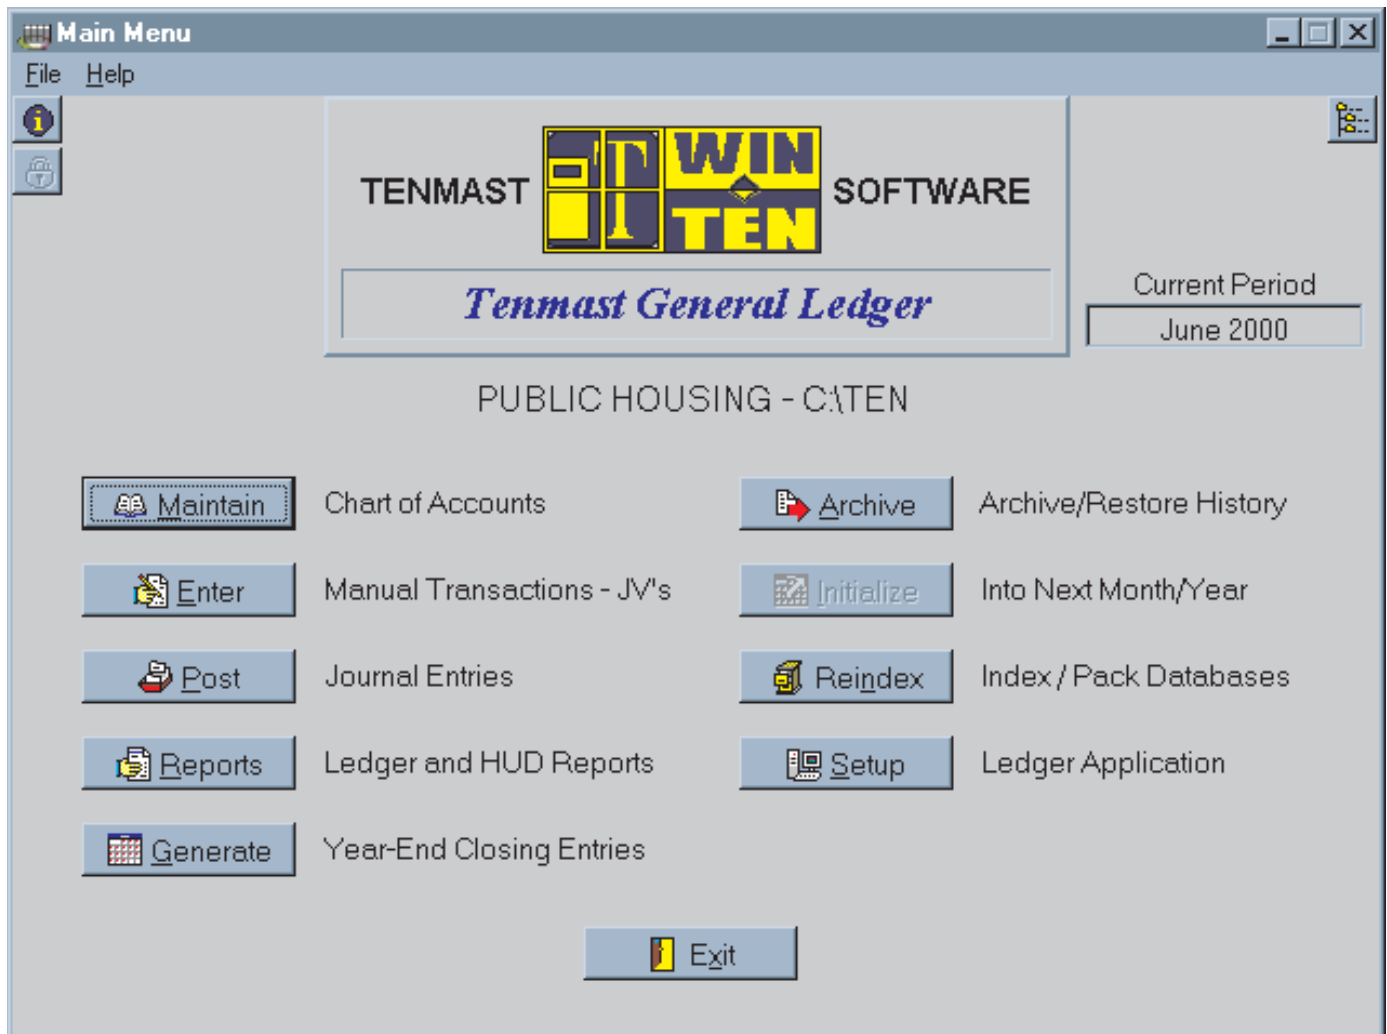 Main Menu
File Help
TENMAST T WIN TEN SOFTWARE
Tenmast General Ledger
Current Period
June 2000
PUBLIC HOUSING - C:\TEN
Maintain Chart of Accounts
Archive Archive/Restore History
Enter Manual Transactions - JV's
Initialize Into Next Month/Year
Post Journal Entries
Reindex Index / Pack Databases
Reports Ledger and HUD Reports
Setup Ledger Application
Generate Year-End Closing Entries
Exit